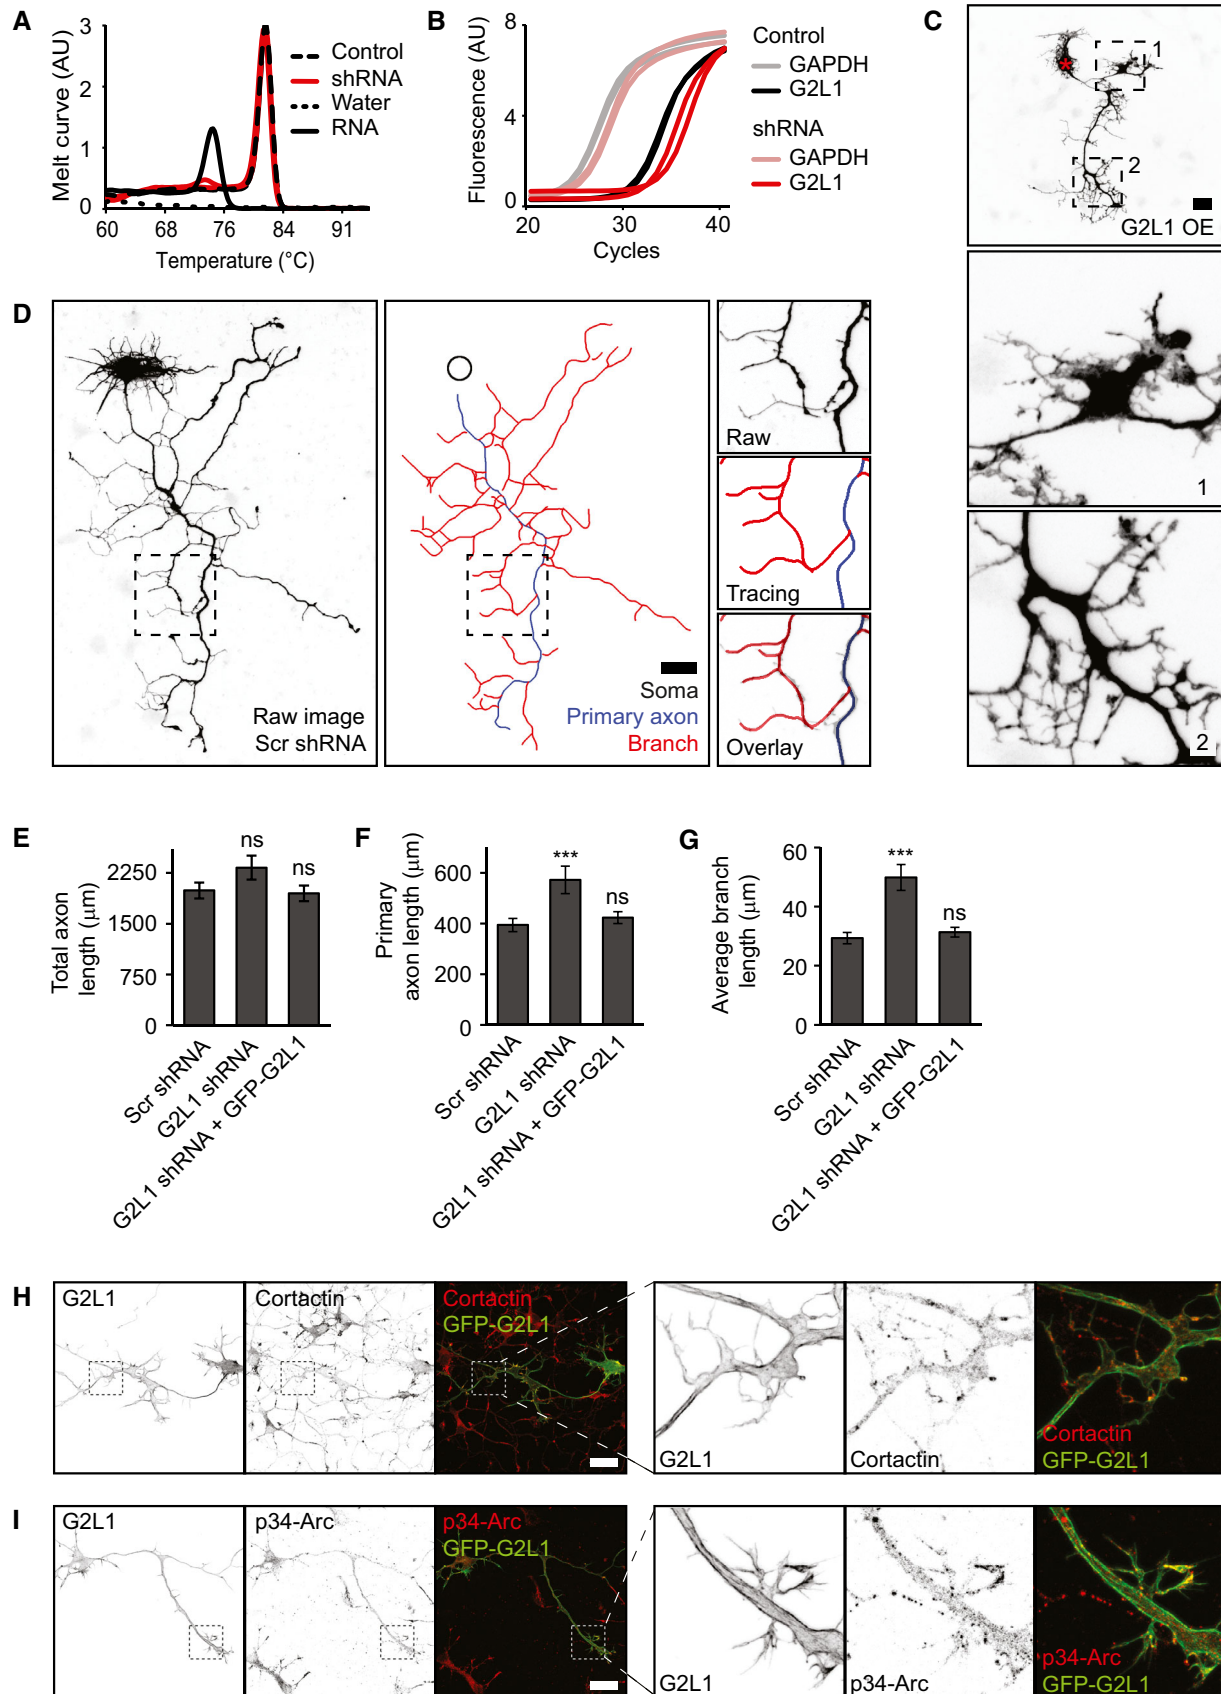 A
Melt curve (AU)
3
2
1
0
60 68 76 84 91
Temperature (°C)
Control
shRNA
Water
RNA
B
Fluorescence (AU)
8
4
0
20 30 40
Cycles
Control
GAPDH
G2L1
shRNA
GAPDH
G2L1
C
*
1
2
G2L1 OE
1
2
D
Raw image
Scr shRNA
Soma
Primary axon
Branch
Raw
Tracing
Overlay
E
Total axon
length (μm)
2250
1500
750
0
ns
ns
Scr shRNA
G2L1 shRNA
G2L1 shRNA + GFP-G2L1
F
Primary
axon length (μm)
600
400
200
0
***
ns
Scr shRNA
G2L1 shRNA
G2L1 shRNA + GFP-G2L1
G
Average branch
length (μm)
60
40
20
0
***
ns
Scr shRNA
G2L1 shRNA
G2L1 shRNA + GFP-G2L1
H
G2L1
Cortactin
Cortactin
GFP-G2L1
G2L1
Cortactin
Cortactin
GFP-G2L1
I
G2L1
p34-Arc
p34-Arc
GFP-G2L1
G2L1
p34-Arc
p34-Arc
GFP-G2L1